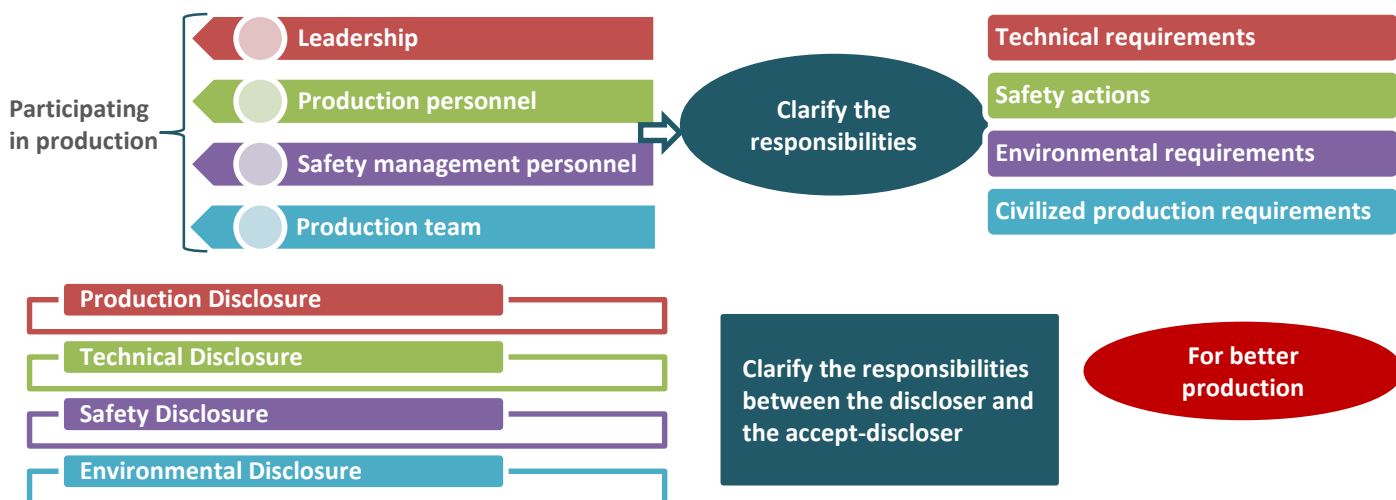 Participating
in production
Leadership
Production personnel
Safety management personnel
Production team
Clarify the
responsibilities
Technical requirements
Safety actions
Environmental requirements
Civilized production requirements
Production Disclosure
Technical Disclosure
Safety Disclosure
Environmental Disclosure
Clarify the responsibilities
between the discloser and
the accept-discloser
For better
production